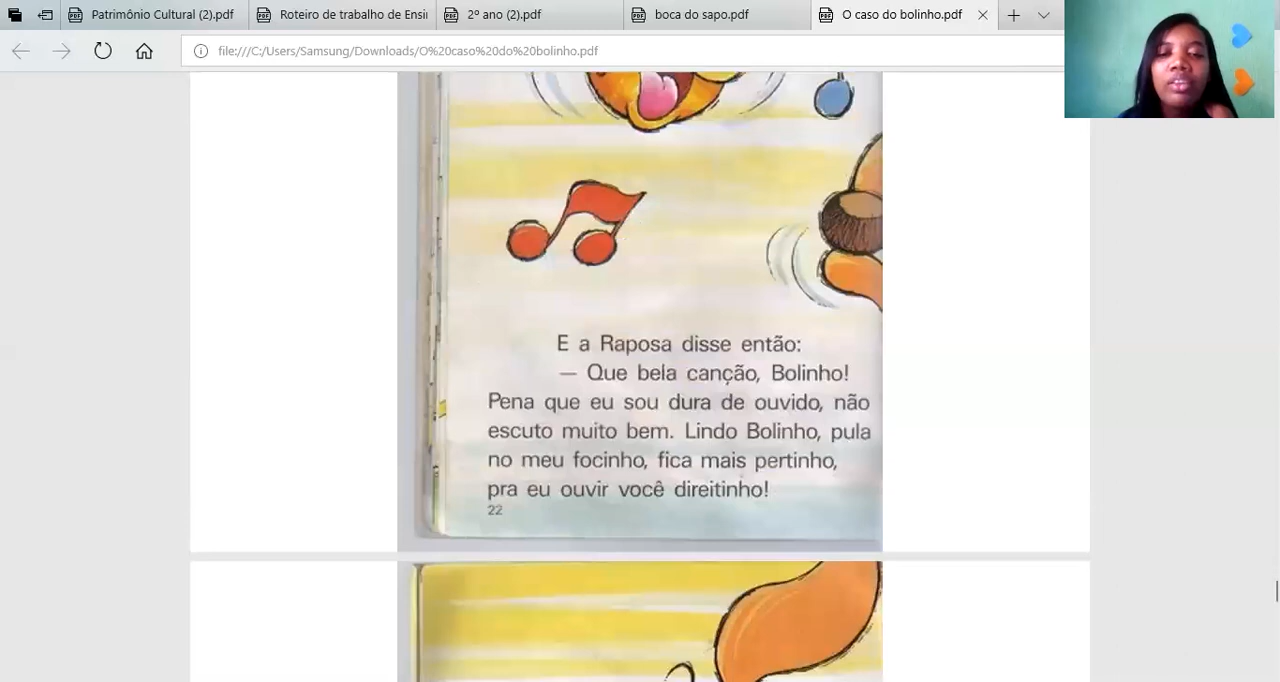 Patrimônio Cultural (2).pdf
Roteiro de trabalho de Ensi
2º ano (2).pdf
boca do sapo.pdf
O caso do bolinho.pdf
file:///C:/Users/Samsung/Downloads/O%20caso%20do%20bolinho.pdf
E a Raposa disse então:
— Que bela canção, Bolinho!
Pena que eu sou dura de ouvido, não
escuto muito bem. Lindo Bolinho, pula
no meu focinho, fica mais pertinho,
pra eu ouvir você direitinho!
22